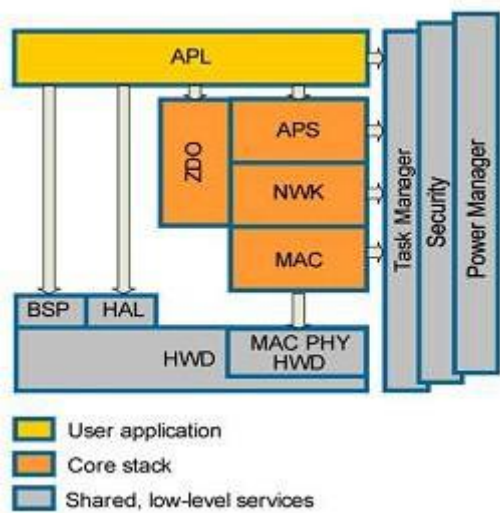 APL
ZDO
APS
NWK
MAC
Task Manager
Security
Power Manager
BSP
HAL
HWD
MAC PHY
HWD
User application
Core stack
Shared, low-level services